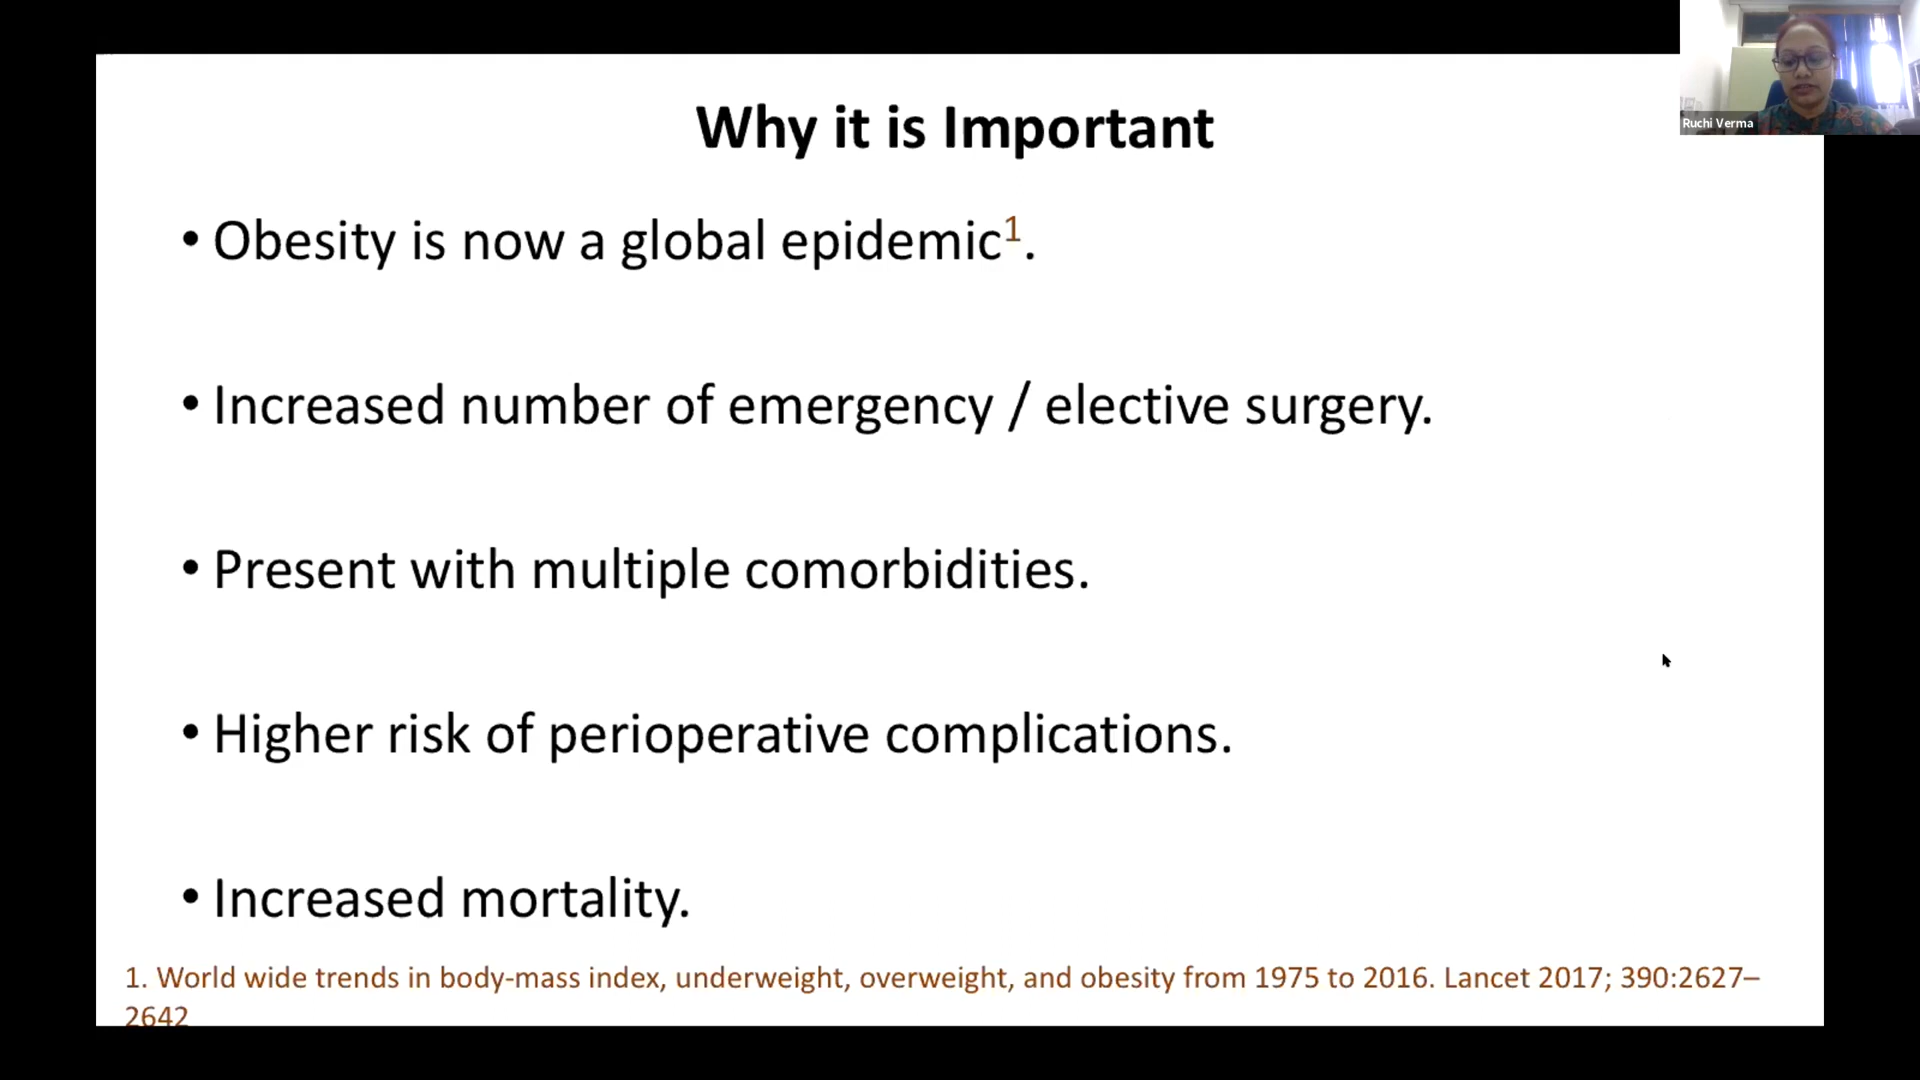 Why it is Important
Ruchi Verma
• Obesity is now a global epidemic1.
• Increased number of emergency / elective surgery.
• Present with multiple comorbidities.
• Higher risk of perioperative complications.
• Increased mortality.
1. World wide trends in body-mass index, underweight, overweight, and obesity from 1975 to 2016. Lancet 2017; 390:2627–
2642